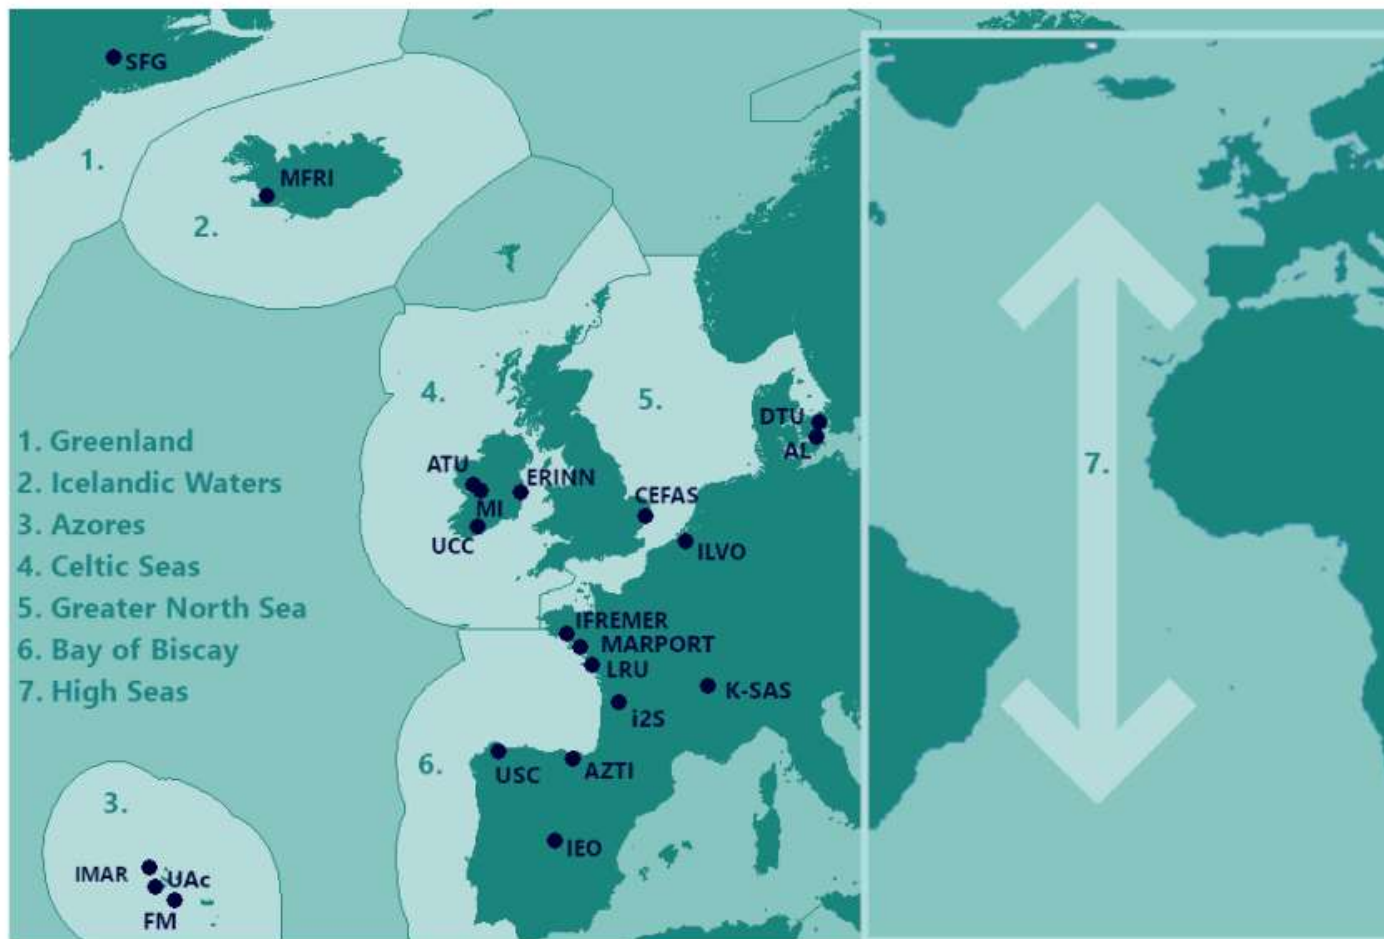 SFG
1.
MFRI
2.
4.
5.
DTU
AL
7.
1. Greenland
2. Icelandic Waters
3. Azores
4. Celtic Seas
5. Greater North Sea
6. Bay of Biscay
7. High Seas
ATU
ERINN
MI
CEFAS
UCC
ILVO
IFREMER
MARPORT
LRU
K-SAS
i2S
6.
USC
AZTI
3.
IEO
IMAR
UAc
FM